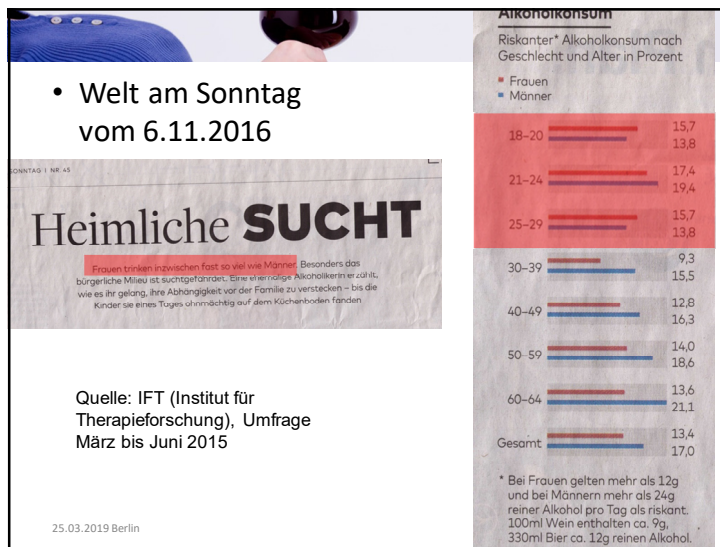 • Welt am Sonntag
vom 6.11.2016
SONNTAG | NR. 45
Heimliche SUCHT
Frauen trinken inzwischen fast so viel wie Männer. Besonders das
bürgerliche Milieu ist suchtgefährdet. Eine ehemalige Alkoholikerin erzählt,
wie es ihr gelang, ihre Abhängigkeit vor der Familie zu verstecken – bis die
Kinder sie eines Tages ohnmächtig auf dem Küchenboden fanden
Quelle: IFT (Institut für
Therapieforschung), Umfrage
März bis Juni 2015
25.03.2019 Berlin
Alkoholkonsum
Riskanter* Alkoholkonsum nach
Geschlecht und Alter in Prozent
Frauen
Männer
18–20 15,7
13,8
21–24 17,4
19,4
25–29 15,7
13,8
30–39 9,3
15,5
40–49 12,8
16,3
50–59 14,0
18,6
60–64 13,6
21,1
Gesamt 13,4
17,0
* Bei Frauen gelten mehr als 12g
und bei Männern mehr als 24g
reiner Alkohol pro Tag als riskant.
100ml Wein enthalten ca. 9g,
330ml Bier ca. 12g reinen Alkohol.